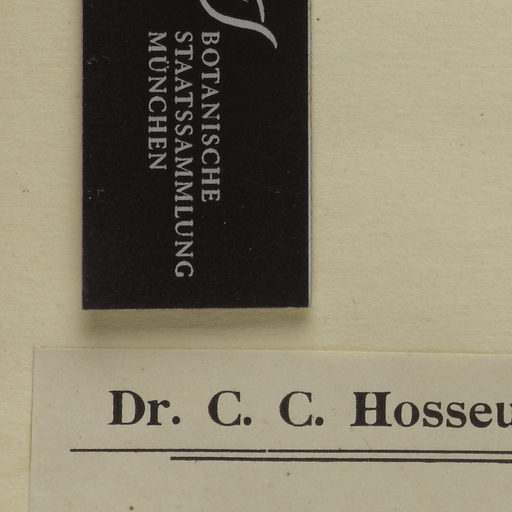 BOTANISCHE
STAATSSAMMLUNG
MÜNCHEN
Dr. C. C. Hosseu